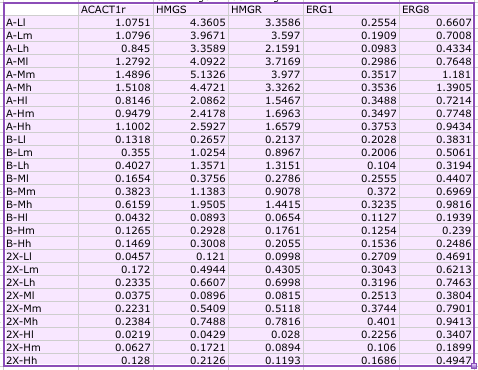 ACACT1r HMGS HMGR ERG1 ERG8
A-Ll 1.0751 4.3605 3.3586 0.2554 0.6607
A-Lm 1.0796 3.9671 3.597 0.1909 0.7008
A-Lh 0.845 3.3589 2.1591 0.0983 0.4334
A-Ml 1.2792 4.0922 3.7169 0.2986 0.7648
A-Mm 1.4896 5.1326 3.977 0.3517 1.181
A-Mh 1.5108 4.4721 3.3262 0.3536 1.3905
A-Hl 0.8146 2.0862 1.5467 0.3488 0.7214
A-Hm 0.9479 2.4178 1.6963 0.3497 0.7748
A-Hh 1.1002 2.5927 1.6579 0.3753 0.9434
B-Ll 0.1318 0.2657 0.2137 0.2028 0.3831
B-Lm 0.355 1.0254 0.8967 0.2006 0.5061
B-Lh 0.4027 1.3571 1.3151 0.104 0.3194
B-Ml 0.1654 0.3756 0.2786 0.2555 0.4407
B-Mm 0.3823 1.1383 0.9078 0.372 0.6969
B-Mh 0.6159 1.9505 1.4415 0.3235 0.9816
B-Hl 0.0432 0.0893 0.0654 0.1127 0.1939
B-Hm 0.1265 0.2928 0.1761 0.1254 0.239
B-Hh 0.1469 0.3008 0.2055 0.1536 0.2486
2X-Ll 0.0457 0.121 0.0998 0.2709 0.4691
2X-Lm 0.172 0.4944 0.4305 0.3043 0.6213
2X-Lh 0.2335 0.6607 0.6998 0.3196 0.7463
2X-Ml 0.0375 0.0896 0.0815 0.2513 0.3804
2X-Mm 0.2231 0.5409 0.5118 0.3744 0.7901
2X-Mh 0.2384 0.7488 0.7816 0.401 0.9413
2X-Hl 0.0219 0.0429 0.028 0.2256 0.3407
2X-Hm 0.0627 0.1721 0.0894 0.106 0.1899
2X-Hh 0.128 0.2126 0.1193 0.1686 0.4947